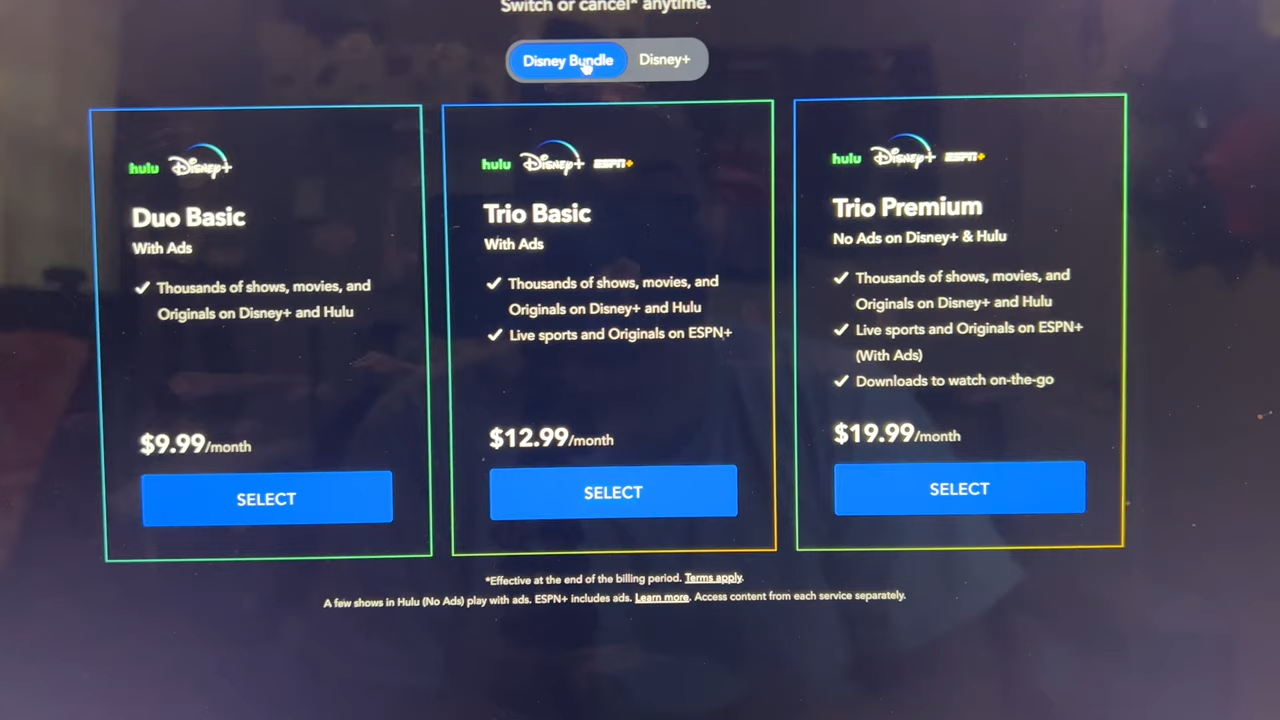 Switch or cancel* anytime.
Disney Bundle
Disney+
hulu Disney+
Duo Basic
With Ads
Thousands of shows, movies, and
Originals on Disney+ and Hulu
$9.99/month
SELECT
hulu Disney+ ESPN+
Trio Basic
With Ads
Thousands of shows, movies, and
Originals on Disney+ and Hulu
Live sports and Originals on ESPN+
$12.99/month
SELECT
hulu Disney+ ESPN+
Trio Premium
No Ads on Disney+ & Hulu
Thousands of shows, movies, and
Originals on Disney+ and Hulu
Live sports and Originals on ESPN+
(With Ads)
Downloads to watch on-the-go
$19.99/month
SELECT
*Effective at the end of the billing period. Terms apply.
A few shows in Hulu (No Ads) play with ads. ESPN+ includes ads. Learn more. Access content from each service separately.